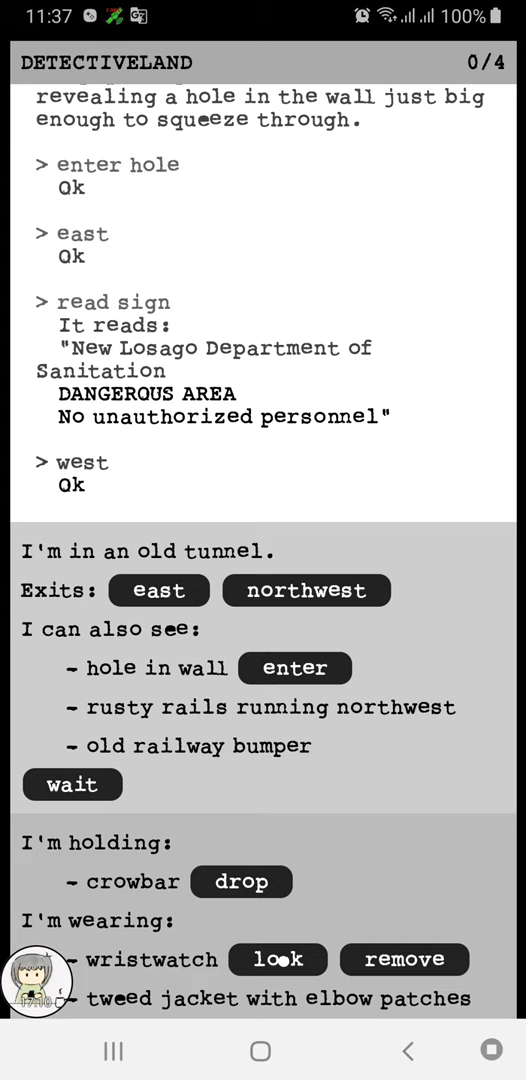 11:37 100%
DETECTIVELAND 0/4
revealing a hole in the wall just big
enough to squeeze through.
> enter hole
Ok
> east
Ok
> read sign
It reads:
"New Losago Department of
Sanitation
DANGEROUS AREA
No unauthorized personnel"
> west
Ok
I'm in an old tunnel.
Exits: east northwest
I can also see:
- hole in wall enter
- rusty rails running northwest
- old railway bumper
wait
I'm holding:
- crowbar drop
I'm wearing:
- wristwatch look remove
- tweed jacket with elbow patches
17:10